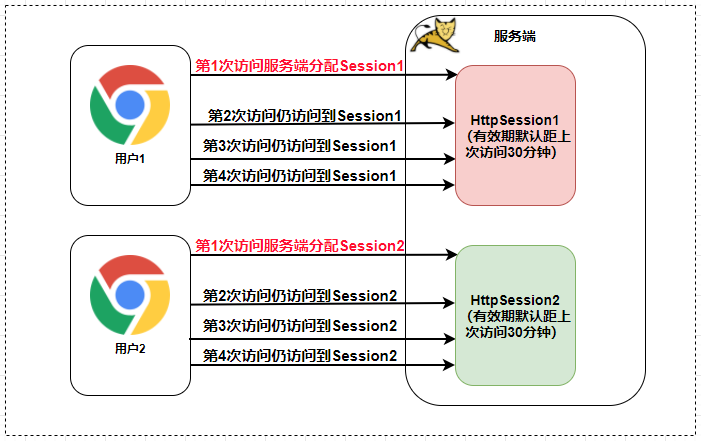 服务端
第1次访问服务端分配Session1
第2次访问仍访问到Session1
第3次访问仍访问到Session1
第4次访问仍访问到Session1
用户1
HttpSession1
（有效期默认距上
次访问30分钟）
第1次访问服务端分配Session2
第2次访问仍访问到Session2
第3次访问仍访问到Session2
第4次访问仍访问到Session2
用户2
HttpSession2
（有效期默认距上
次访问30分钟）